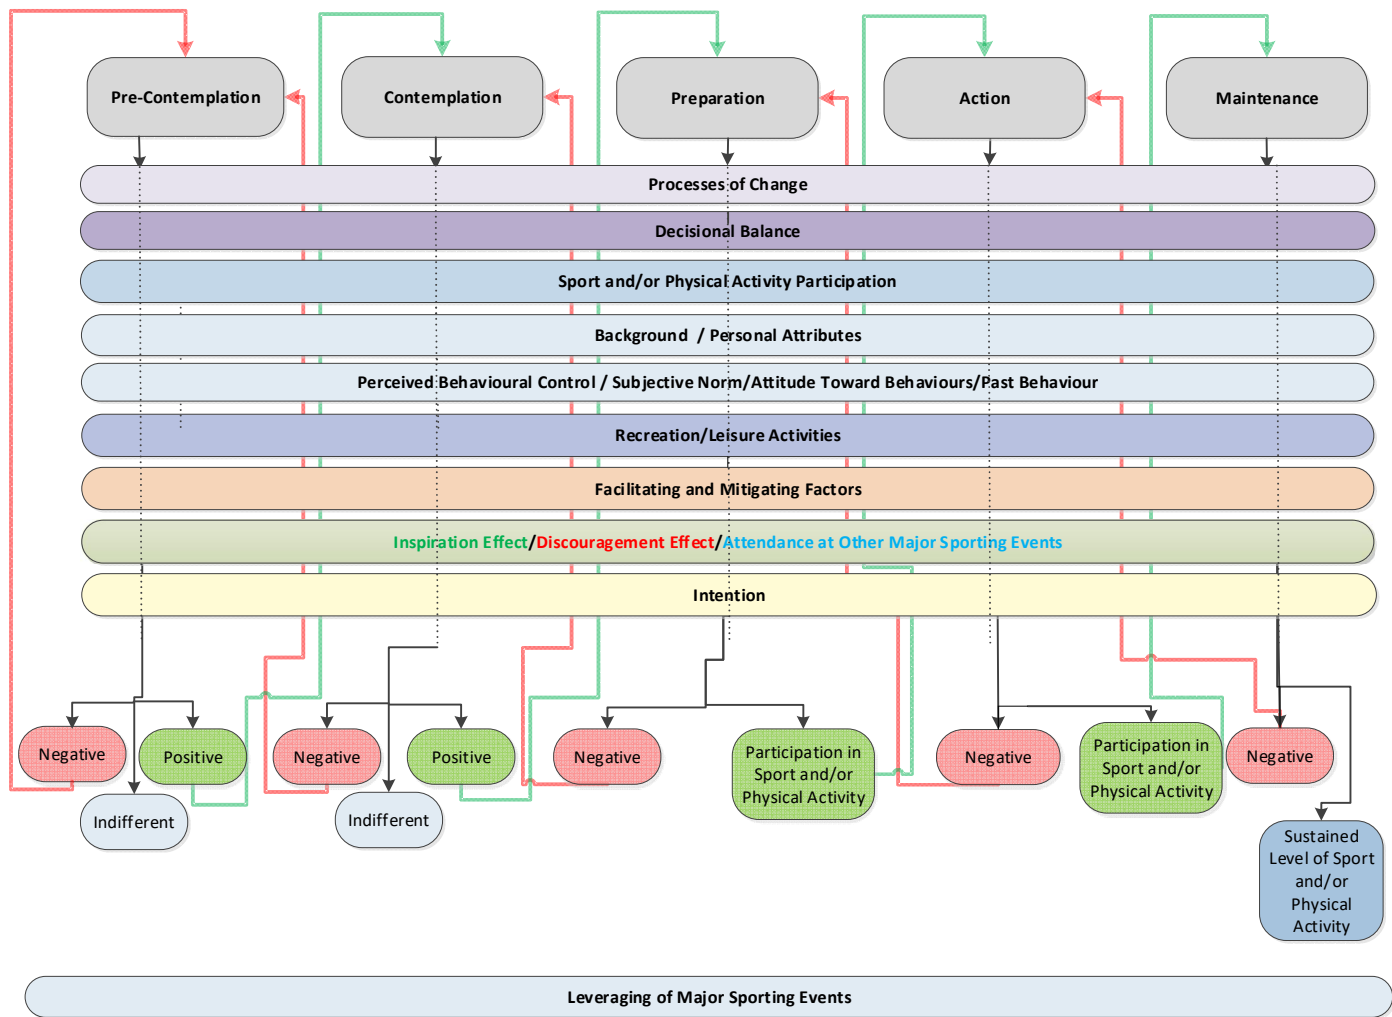 Pre-Contemplation
Contemplation
Preparation
Action
Maintenance
Processes of Change
Decisional Balance
Sport and/or Physical Activity Participation
Background / Personal Attributes
Perceived Behavioural Control / Subjective Norm/Attitude Toward Behaviours/Past Behaviour
Recreation/Leisure Activities
Facilitating and Mitigating Factors
Inspiration Effect/Discouragement Effect/Attendance at Other Major Sporting Events
Intention
Negative
Positive
Indifferent
Negative
Positive
Indifferent
Negative
Participation in
Sport and/or
Physical Activity
Negative
Participation in
Sport and/or
Physical Activity
Negative
Sustained
Level of Sport
and/or
Physical
Activity
Leveraging of Major Sporting Events